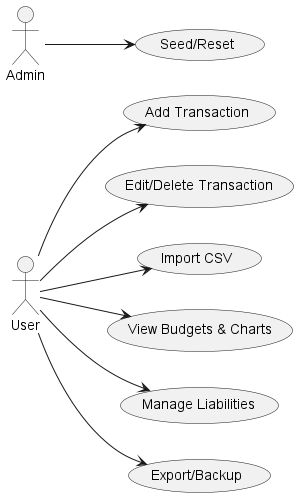 Admin
Seed/Reset
Add Transaction
Edit/Delete Transaction
Import CSV
User
View Budgets & Charts
Manage Liabilities
Export/Backup